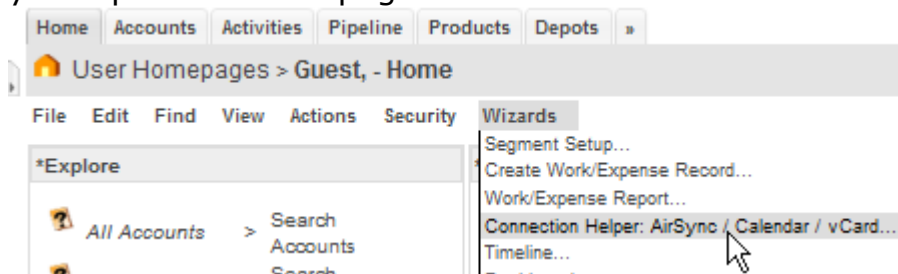 Home Accounts Activities Pipeline Products Depots »
User Homepages > Guest, - Home
File Edit Find View Actions Security Wizards
*Explore
Segment Setup...
Create Work/Expense Record...
Work/Expense Report...
Connection Helper: AirSync / Calendar / vCard...
Timeline...
All Accounts > Search
Accounts
Search